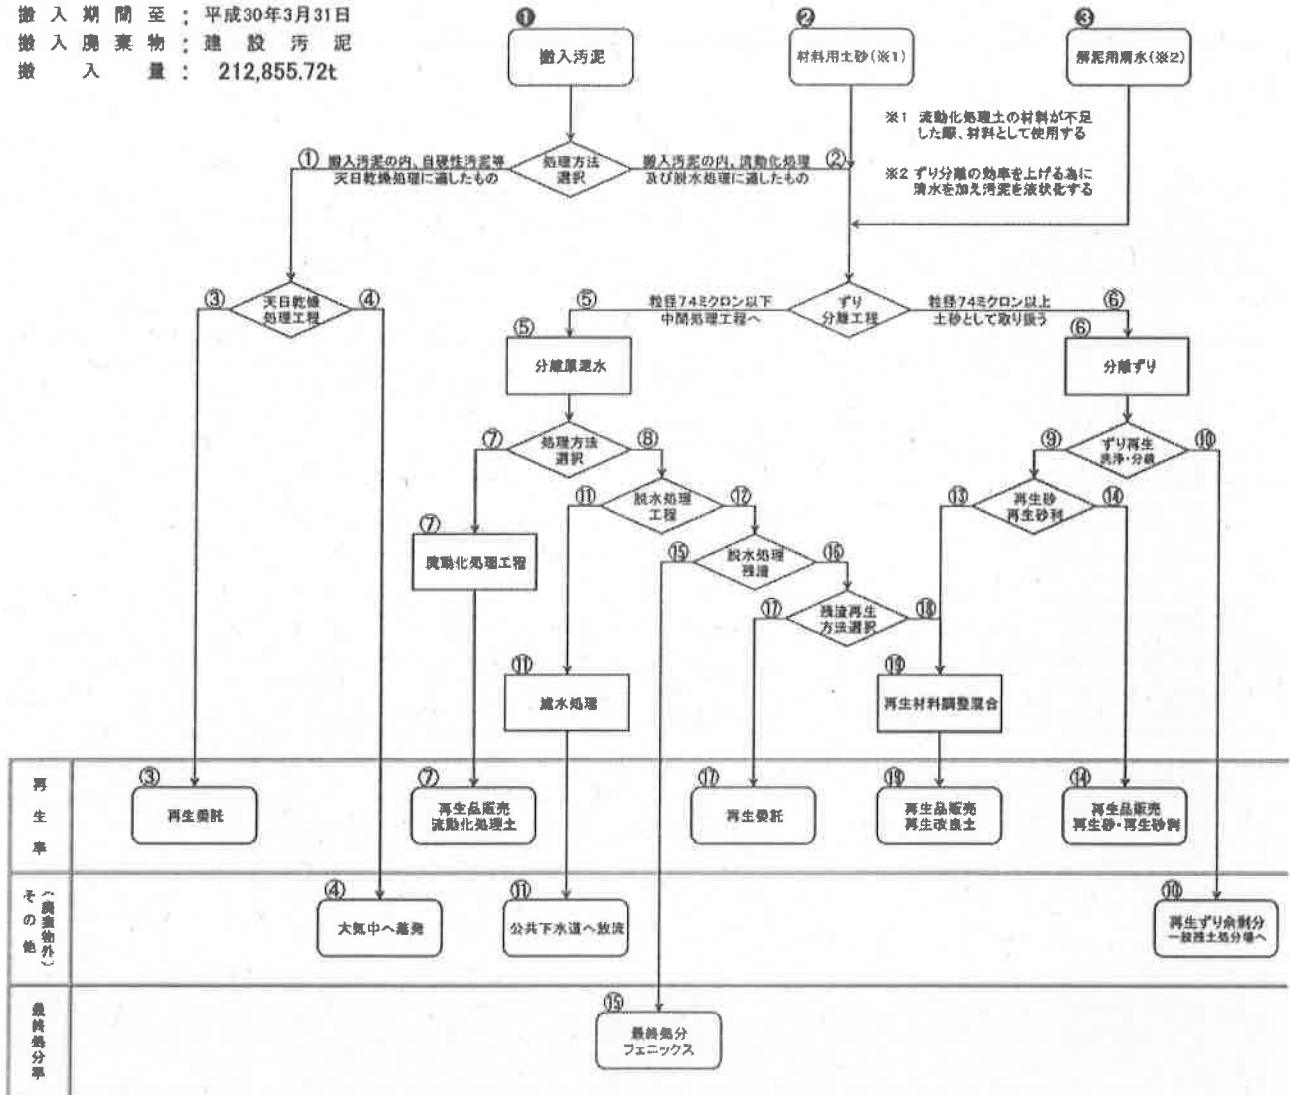 搬入期間至：平成30年3月31日
搬入廃棄物：建設汚泥
搬入量：212,855.72t
❶
搬入汚泥
❷
材料用土砂(※1)
❸
解泥用清水(※2)
※1 流動化処理土の材料が不足
した際、材料として使用する
※2 ずり分離の効率を上げる為に
清水を加え汚泥を液状化する
① 搬入汚泥の内、自硬性汚泥等
天日乾燥処理に適したもの
処理方法
選択
搬入汚泥の内、流動化処理 ②
及び脱水処理に適したもの
③
天日乾燥
処理工程
④
⑤
粒径74ミクロン以下
中間処理工程へ
ずり
分離工程
粒径74ミクロン以上
土砂として取り扱う
⑥
⑤
分離原泥水
⑥
分離ずり
⑦
処理方法
選択
⑧
⑨
ずり再生
洗浄・分級
⑩
⑪
脱水処理
工程
⑫
⑬
再生砂
再生砂利
⑭
⑦
流動化処理工程
⑮
脱水処理
残渣
⑯
⑰
残渣再生
方法選択
⑱
⑪
濾水処理
⑲
再生材料調整混合
再生率
③
再生委託
⑦
再生品販売
流動化処理土
⑰
再生委託
⑲
再生品販売
再生改良土
⑭
再生品販売
再生砂・再生砂利
その他
（廃棄物外）
④
大気中へ蒸発
⑪
公共下水道へ放流
⑩
再生ずり余剰分
一般残土処分場へ
最終処分率
⑮
最終処分
フェニックス